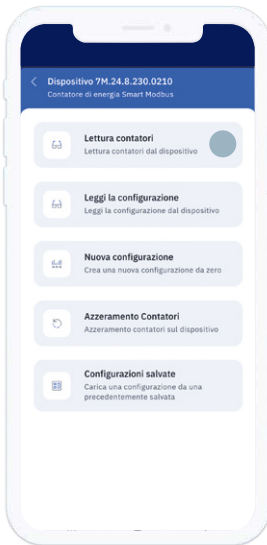 Dispositivo 7M.24.8.230.0210
Contatore di energia Smart Modbus
Lettura contatori
Lettura contatori dal dispositivo
Leggi la configurazione
Leggi la configurazione dal dispositivo
Nuova configurazione
Crea una nuova configurazione da zero
Azzeramento Contatori
Azzeramento contatori sul dispositivo
Configurazioni salvate
Carica una configurazione da una
precedentemente salvata